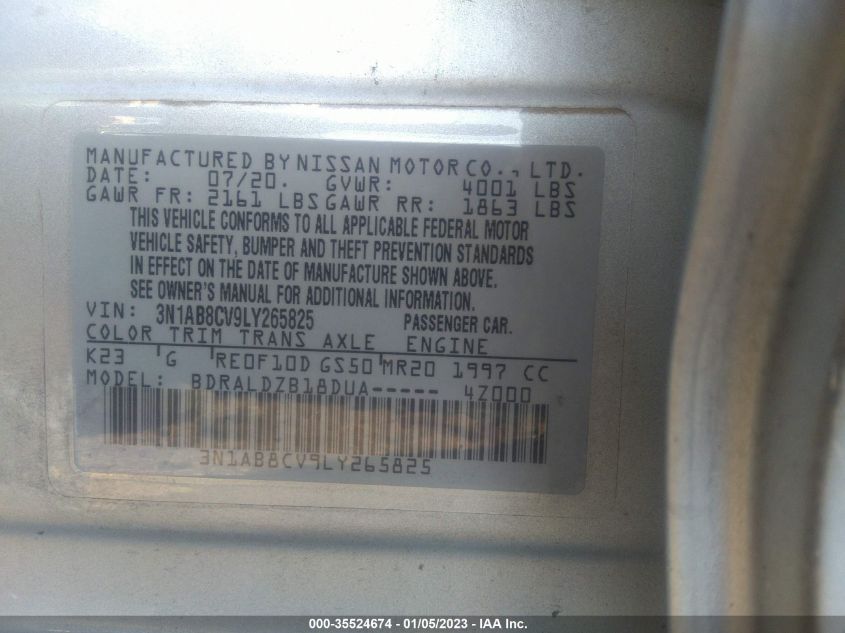 MANUFACTURED BY NISSAN MOTOR CO., LTD.
DATE: 07/20. GVWR: 4001 LBS
GAWR FR: 2161 LBS GAWR RR: 1863 LBS
THIS VEHICLE CONFORMS TO ALL APPLICABLE FEDERAL MOTOR
VEHICLE SAFETY, BUMPER AND THEFT PREVENTION STANDARDS
IN EFFECT ON THE DATE OF MANUFACTURE SHOWN ABOVE.
SEE OWNER'S MANUAL FOR ADDITIONAL INFORMATION.
VIN: 3N1AB8CV9LY265825 PASSENGER CAR.
COLOR TRIM TRANS AXLE ENGINE
K23 G RE0F10D GS50 MR20 1997 CC
MODEL: BDRALDZB18DUA----- 4Z000
3N1AB8CV9LY265825
000-35524674 / 01/05/2023 - IAA Inc.